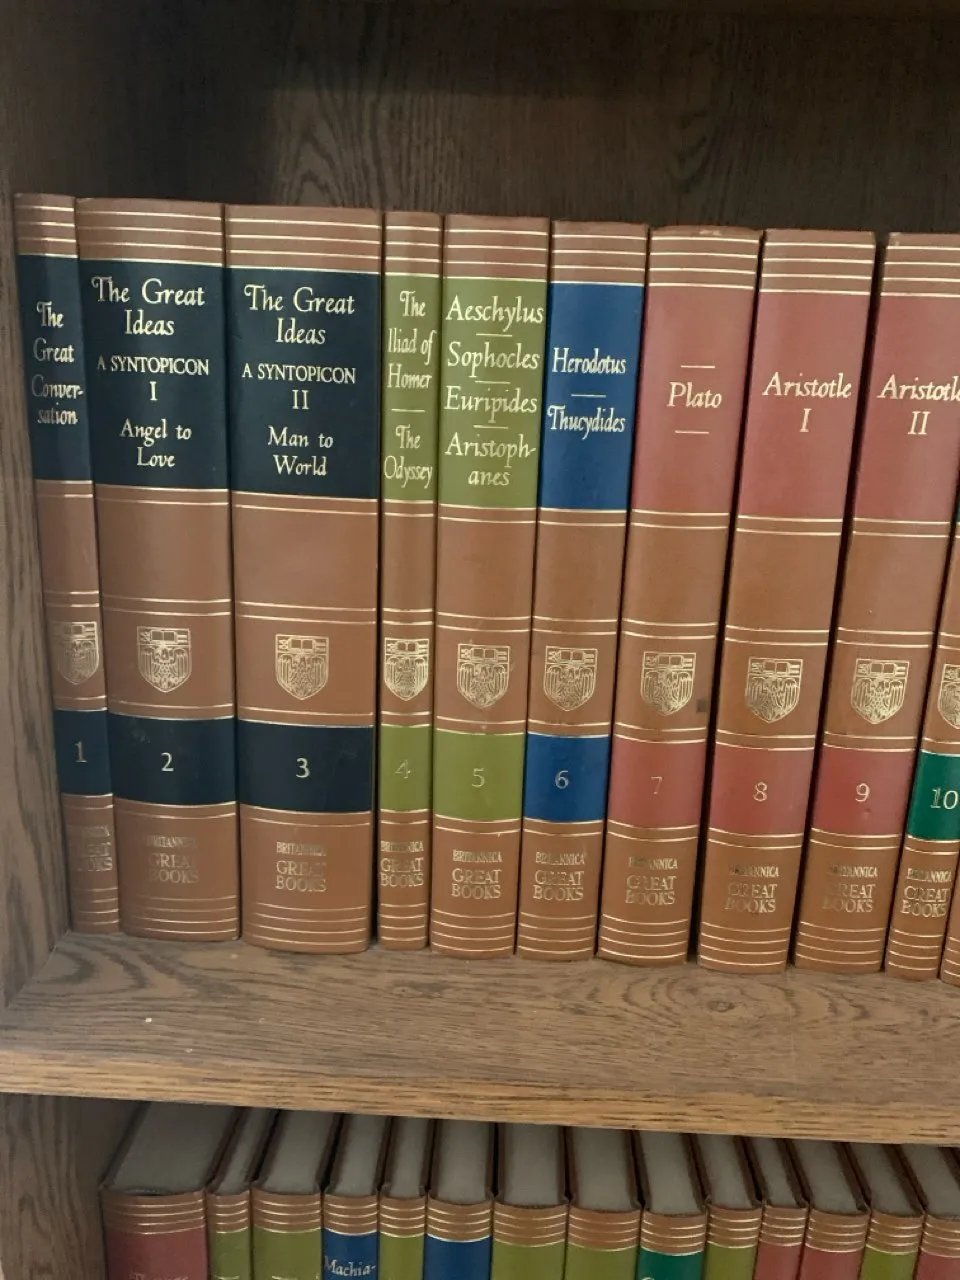 The
Great
Conver-
sation
1
GREAT
BOOKS
The Great
Ideas
A SYNTOPICON
I
Angel to
Love
2
BRITANNICA
GREAT
BOOKS
The Great
Ideas
A SYNTOPICON
II
Man to
World
3
BRITANNICA
GREAT
BOOKS
The
Iliad of
Homer
The
Odyssey
4
BRITANNICA
GREAT
BOOKS
Aeschylus
Sophocles
Euripides
Aristoph-
anes
5
BRITANNICA
GREAT
BOOKS
Herodotus
Thucydides
6
BRITANNICA
GREAT
BOOKS
Plato
7
BRITANNICA
GREAT
BOOKS
Aristotle
I
8
BRITANNICA
GREAT
BOOKS
Aristotle
II
9
BRITANNICA
GREAT
BOOKS
10
BRITANNICA
GREAT
BOOKS
Machia-